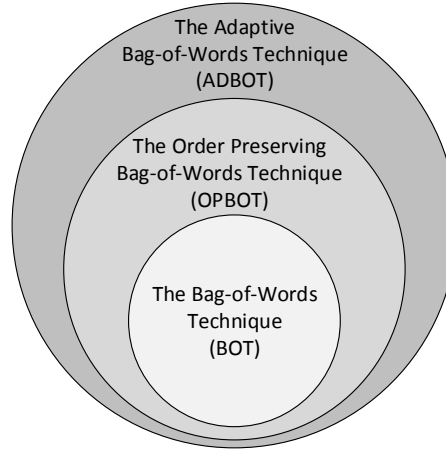 The Adaptive
Bag-of-Words Technique
(ADBOT)
The Order Preserving
Bag-of-Words Technique
(OPBOT)
The Bag-of-Words
Technique
(BOT)